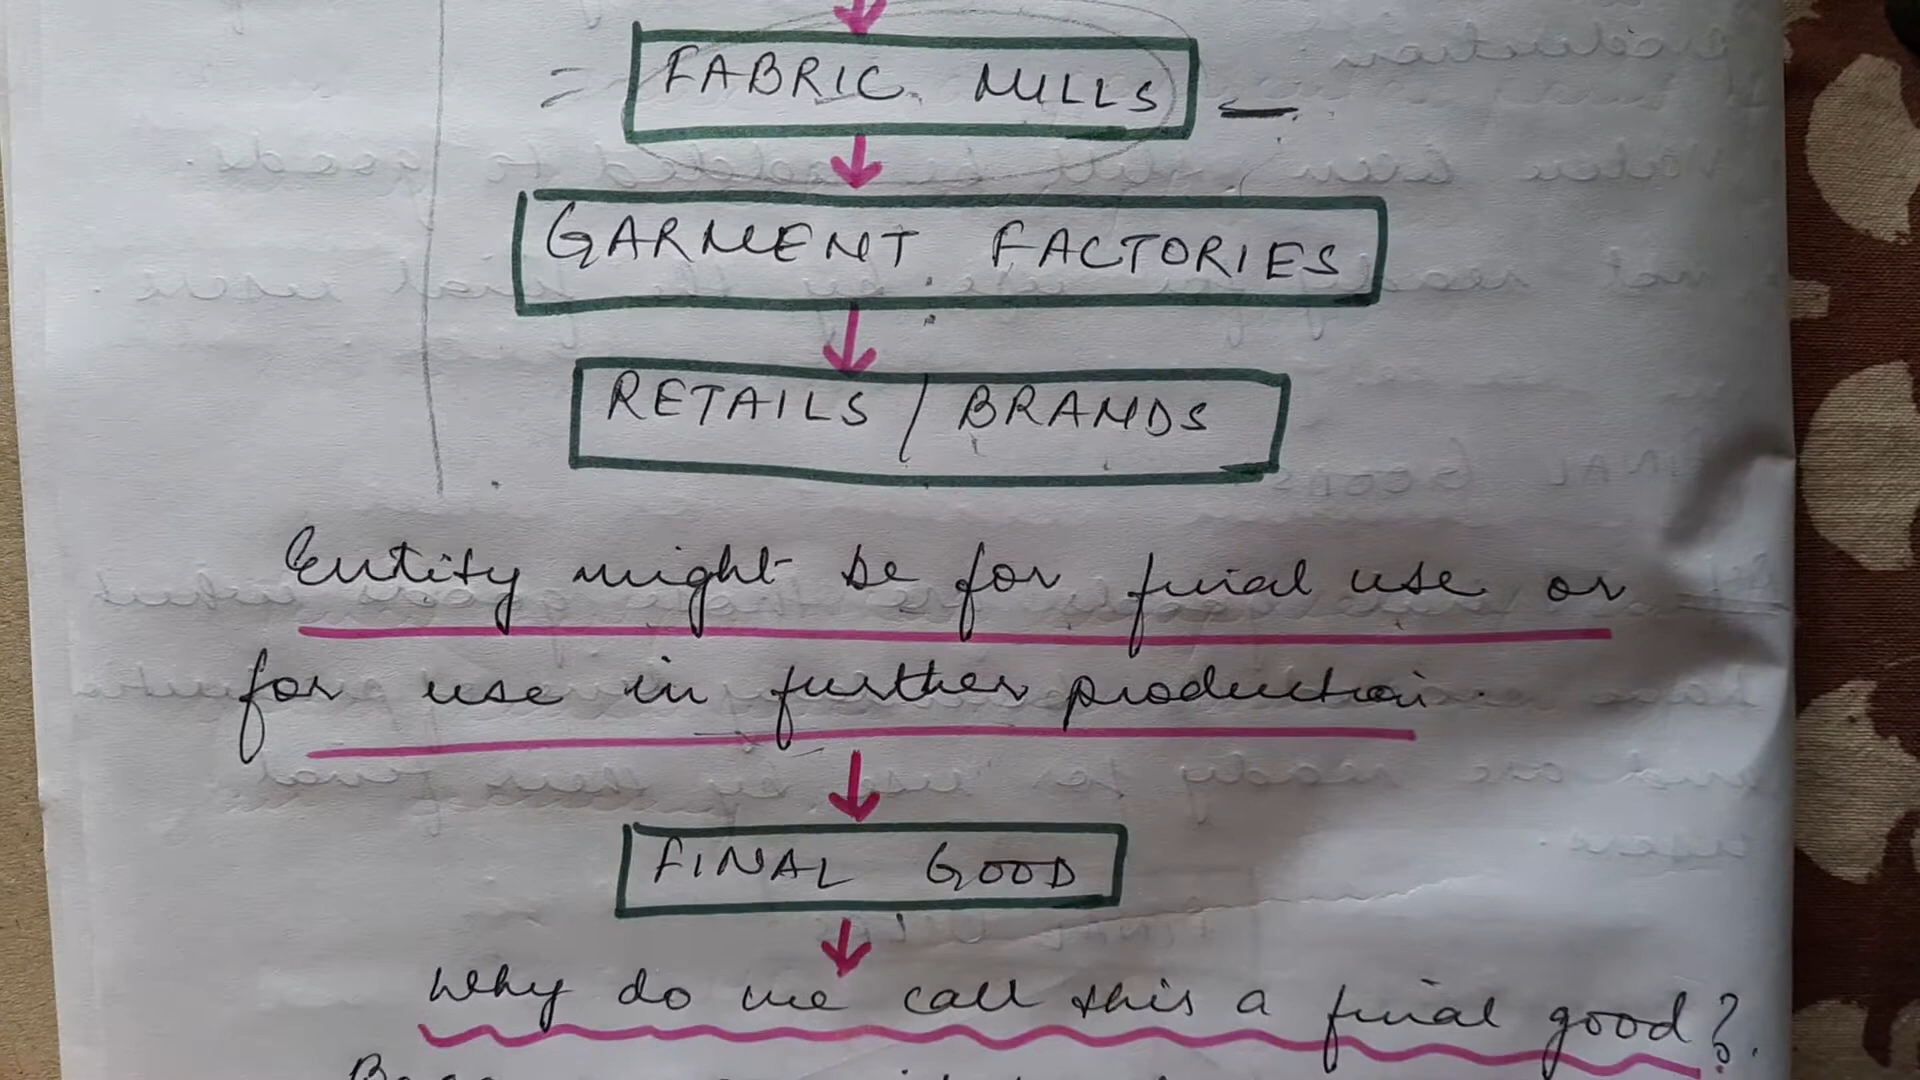 FABRIC MILLS
GARMENT FACTORIES
RETAILS / BRANDS
Entity might be for final use or
for use in further production.
FINAL GOOD
Why do we call this a final good?